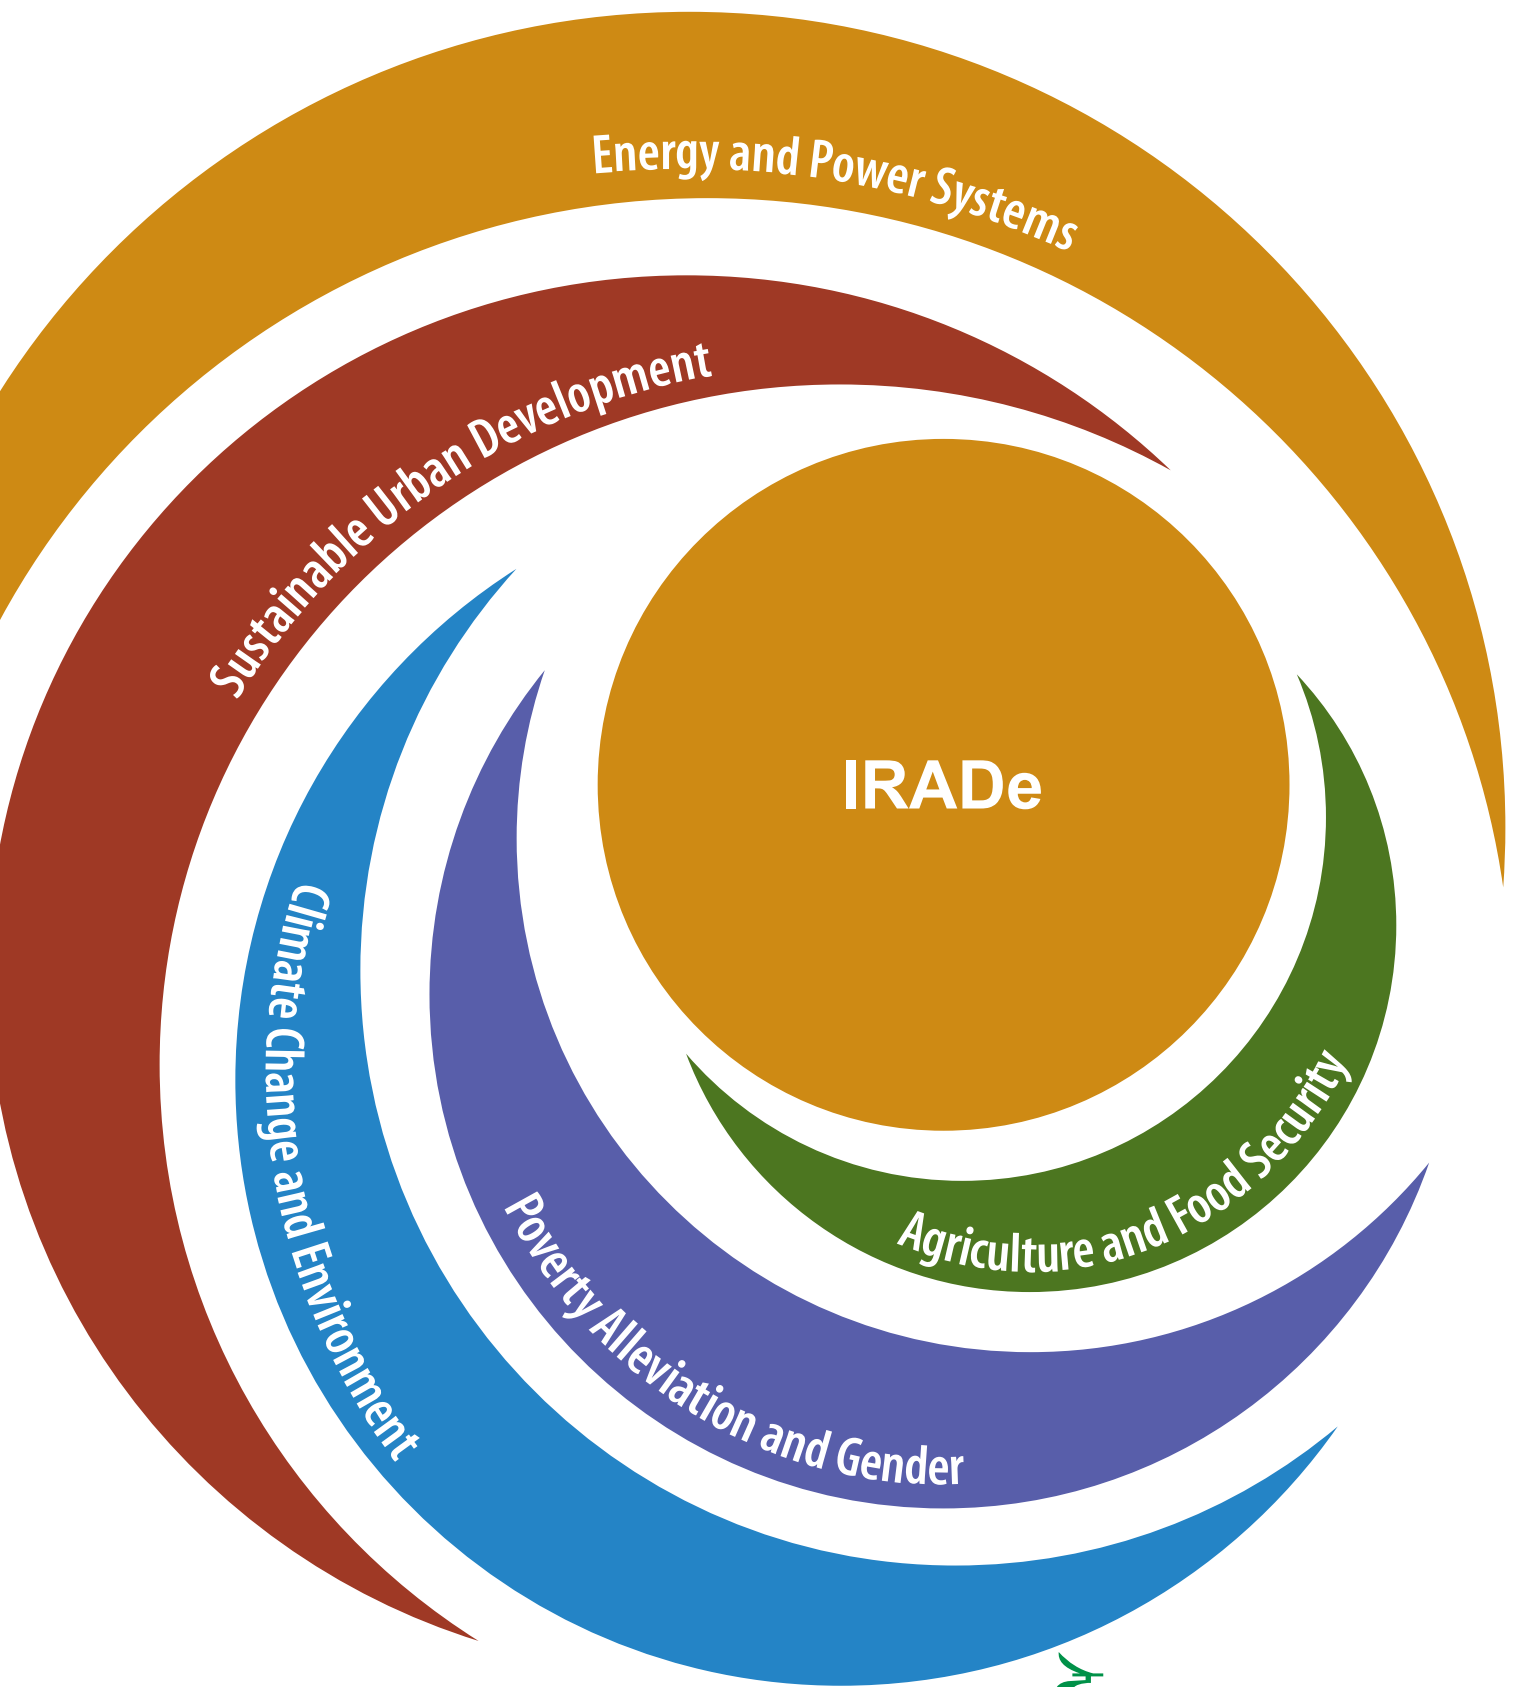 Energy and Power Systems
Sustainable Urban Development
IRADe
Climate Change and Environment
Poverty Alleviation and Gender
Agriculture and Food Security